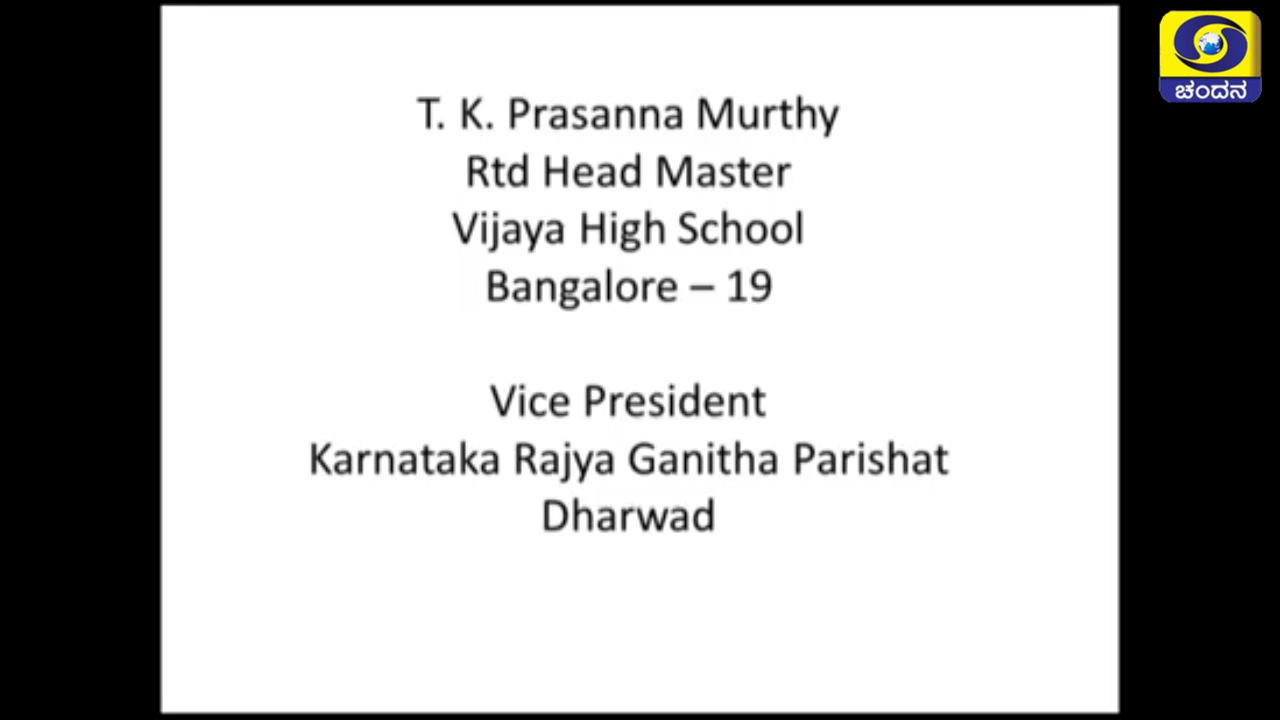 T. K. Prasanna Murthy
Rtd Head Master
Vijaya High School
Bangalore – 19
Vice President
Karnataka Rajya Ganitha Parishat
Dharwad
ಚಂದನ